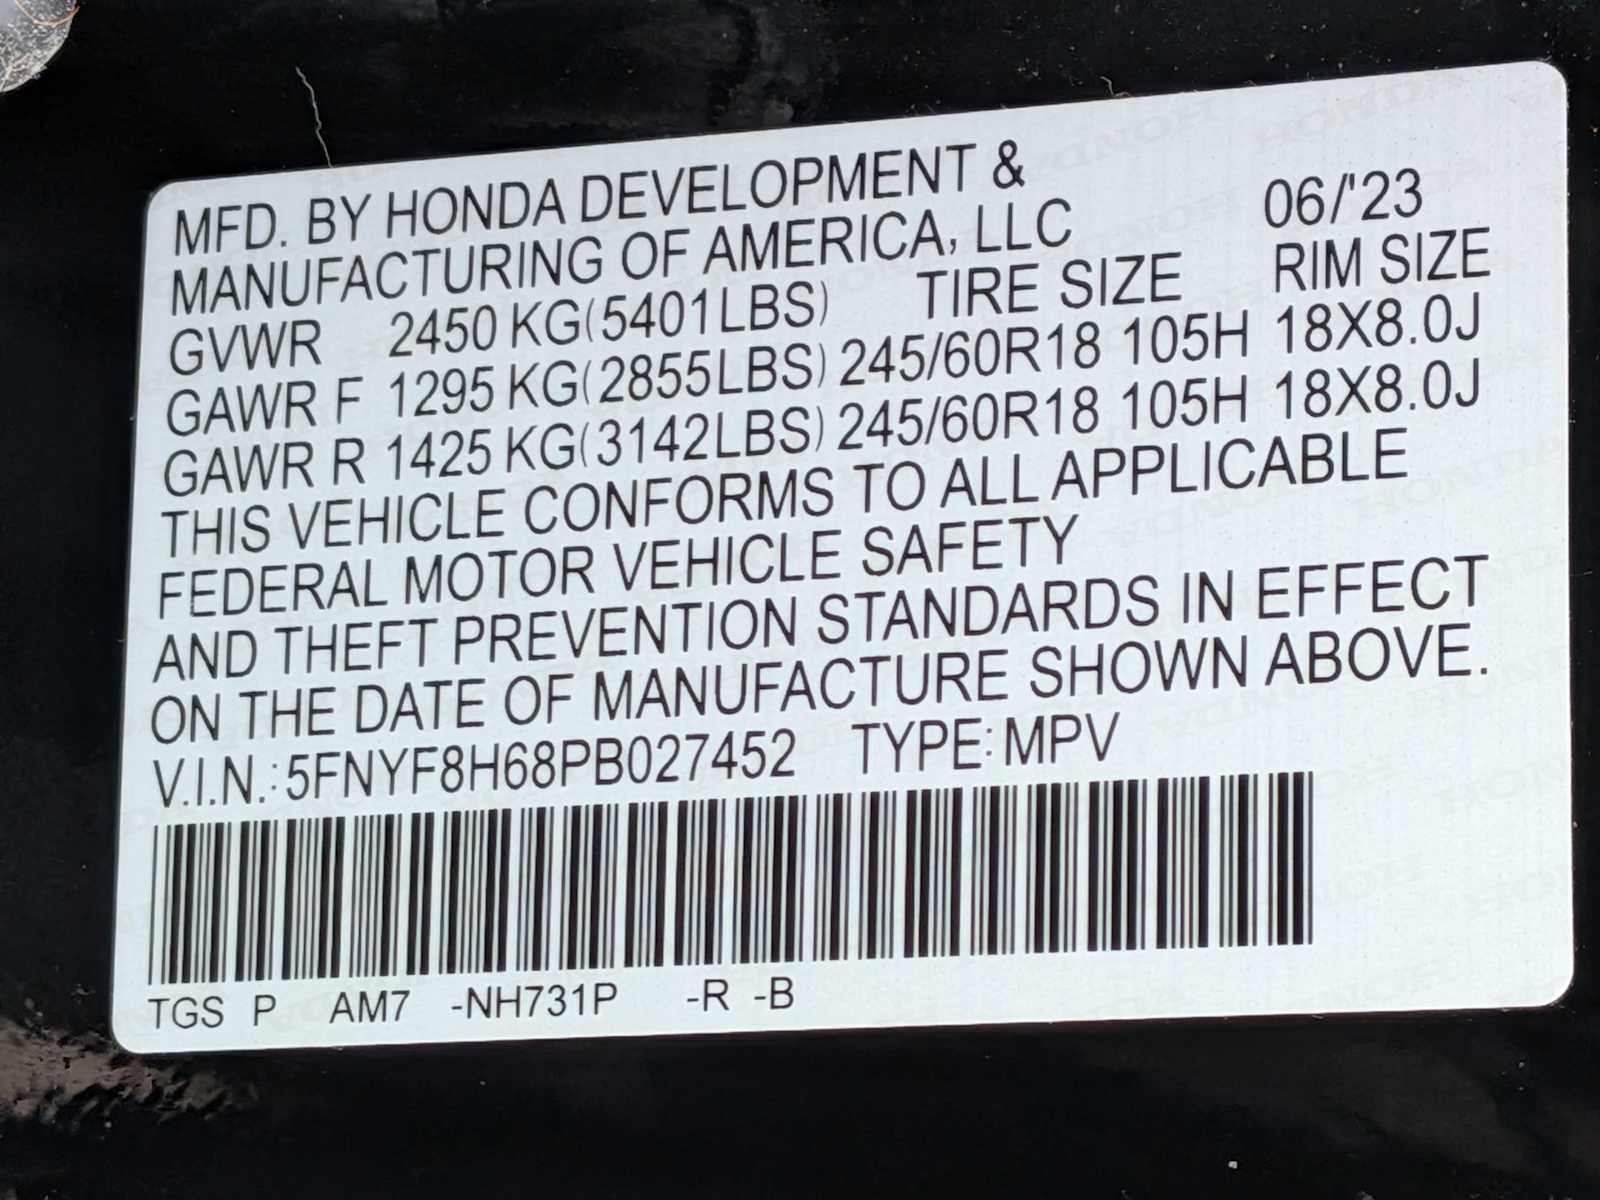 MFD. BY HONDA DEVELOPMENT &
MANUFACTURING OF AMERICA, LLC 06/'23
GVWR 2450 KG(5401LBS) TIRE SIZE RIM SIZE
GAWR F 1295 KG(2855LBS) 245/60R18 105H 18X8.0J
GAWR R 1425 KG(3142LBS) 245/60R18 105H 18X8.0J
THIS VEHICLE CONFORMS TO ALL APPLICABLE
FEDERAL MOTOR VEHICLE SAFETY
AND THEFT PREVENTION STANDARDS IN EFFECT
ON THE DATE OF MANUFACTURE SHOWN ABOVE.
V.I.N.: 5FNYF8H68PB027452 TYPE: MPV
TGS P AM7 -NH731P -R -B